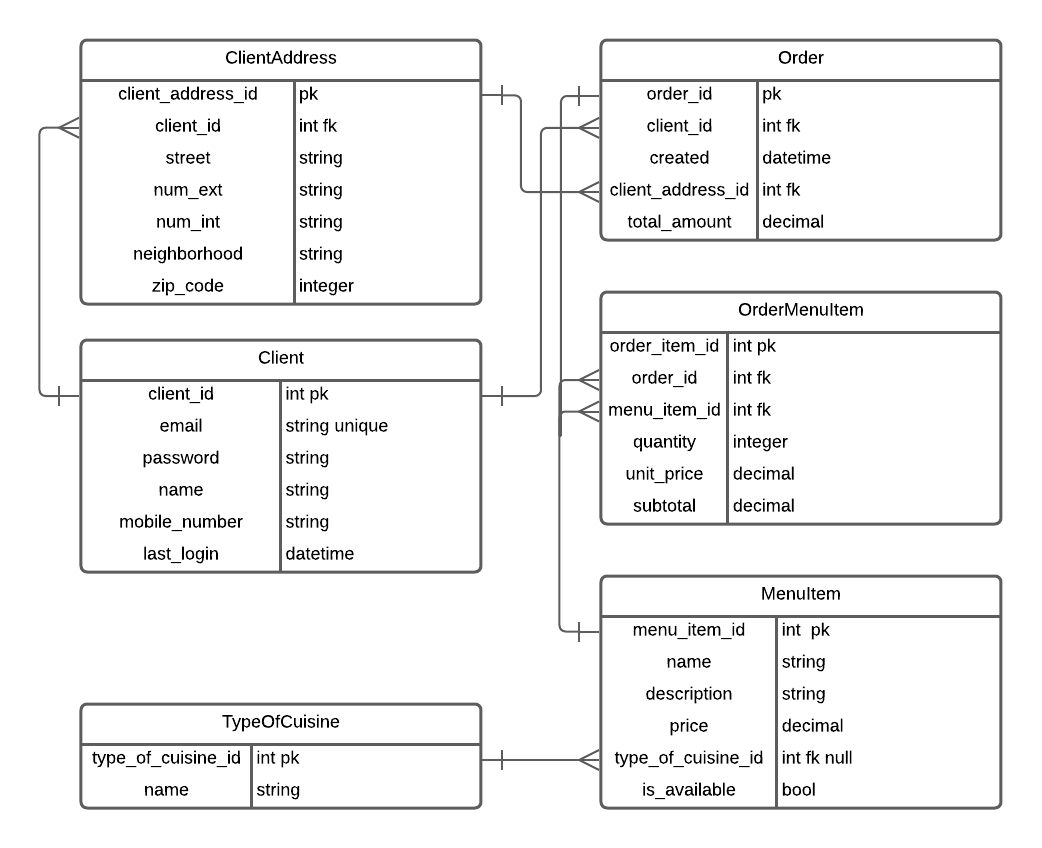 ClientAddress
client_address_id pk
client_id int fk
street string
num_ext string
num_int string
neighborhood string
zip_code integer
Client
client_id int pk
email string unique
password string
name string
mobile_number string
last_login datetime
TypeOfCuisine
type_of_cuisine_id int pk
name string
Order
order_id pk
client_id int fk
created datetime
client_address_id int fk
total_amount decimal
OrderMenuItem
order_item_id int pk
order_id int fk
menu_item_id int fk
quantity integer
unit_price decimal
subtotal decimal
MenuItem
menu_item_id int  pk
name string
description string
price decimal
type_of_cuisine_id int fk null
is_available bool